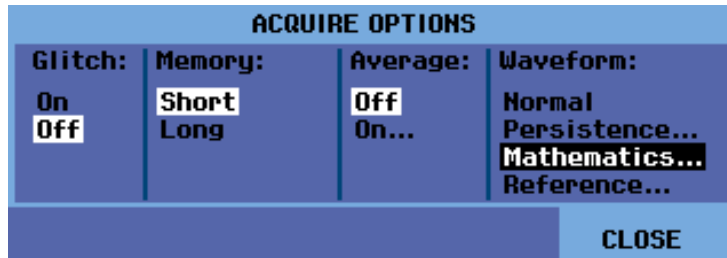 ACQUIRE OPTIONS
Glitch:
On
Off
Memory:
Short
Long
Average:
Off
On...
Waveform:
Normal
Persistence...
Mathematics...
Reference...
CLOSE